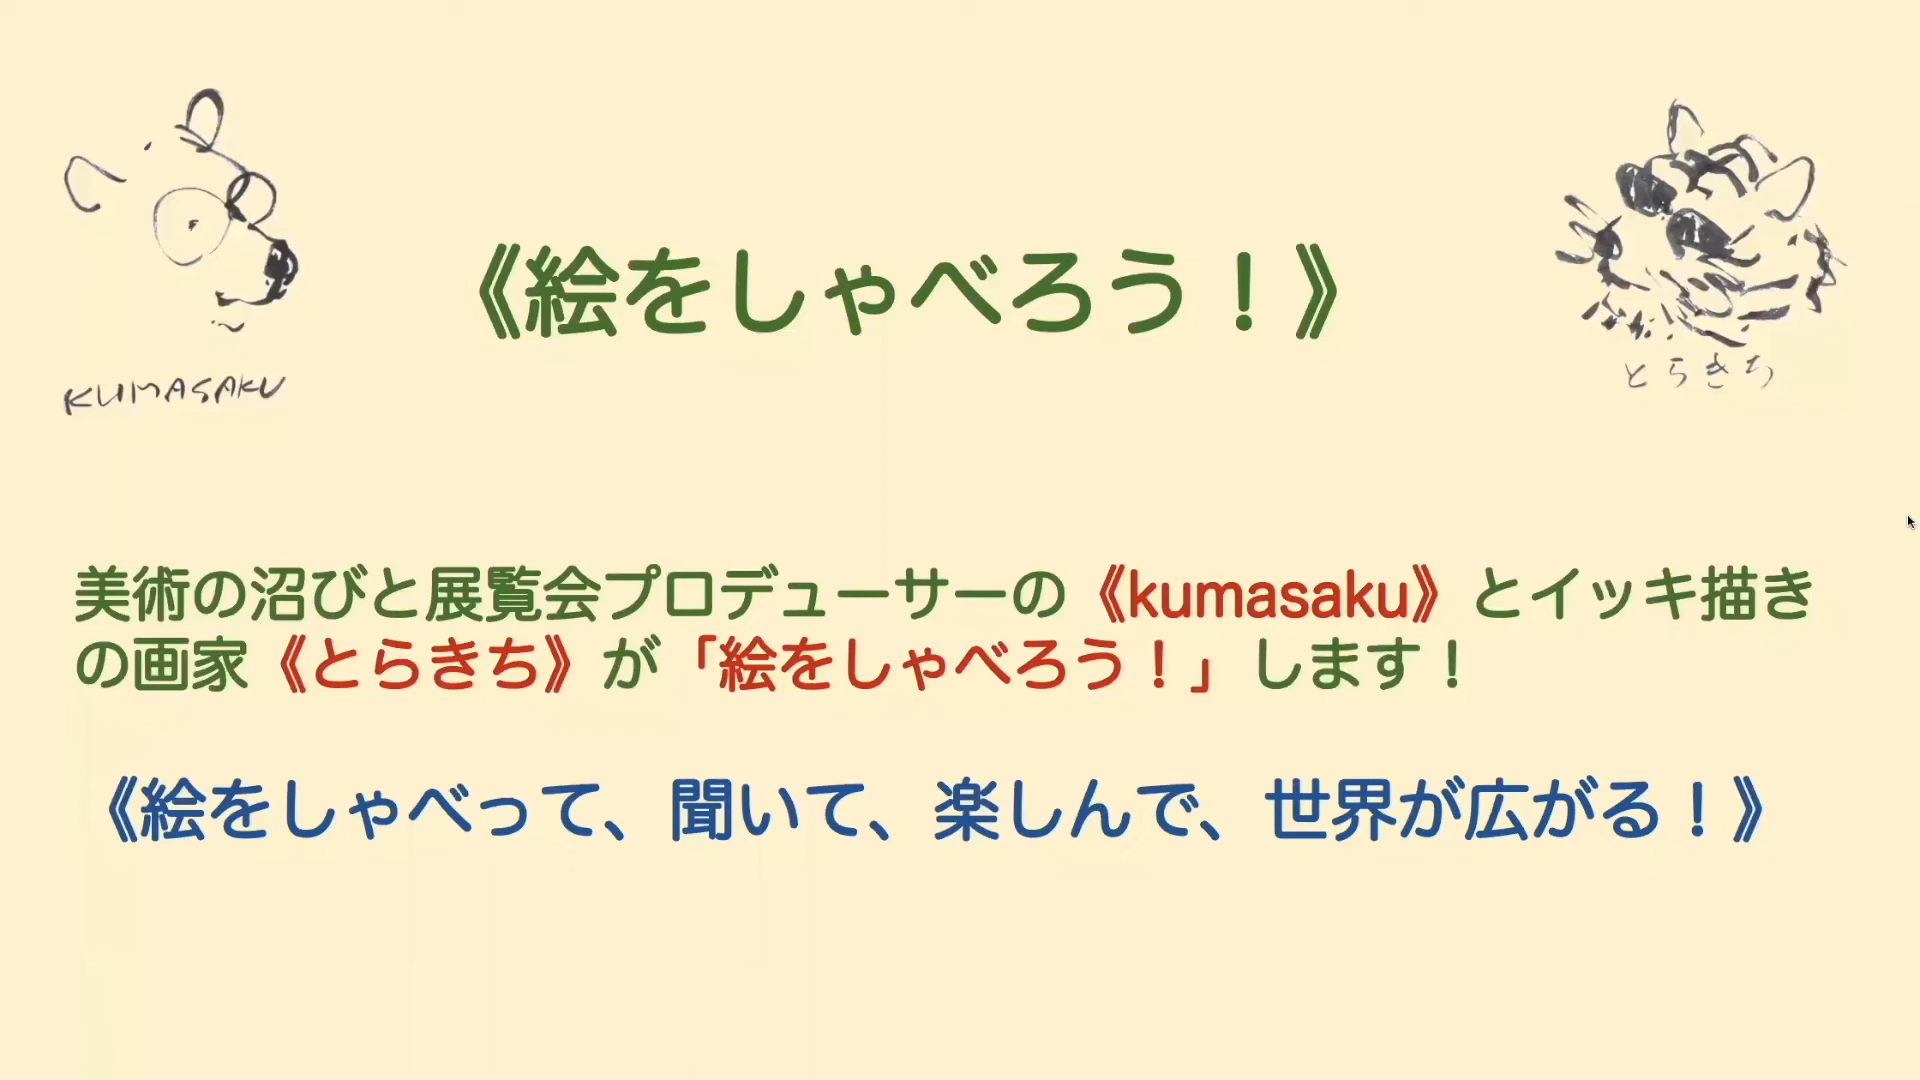 《絵をしゃべろう！》
KUMASAKU
とらきち
美術の沼びと展覧会プロデューサーの《kumasaku》とイッキ描き
の画家《とらきち》が「絵をしゃべろう！」します！
《絵をしゃべって、聞いて、楽しんで、世界が広がる！》